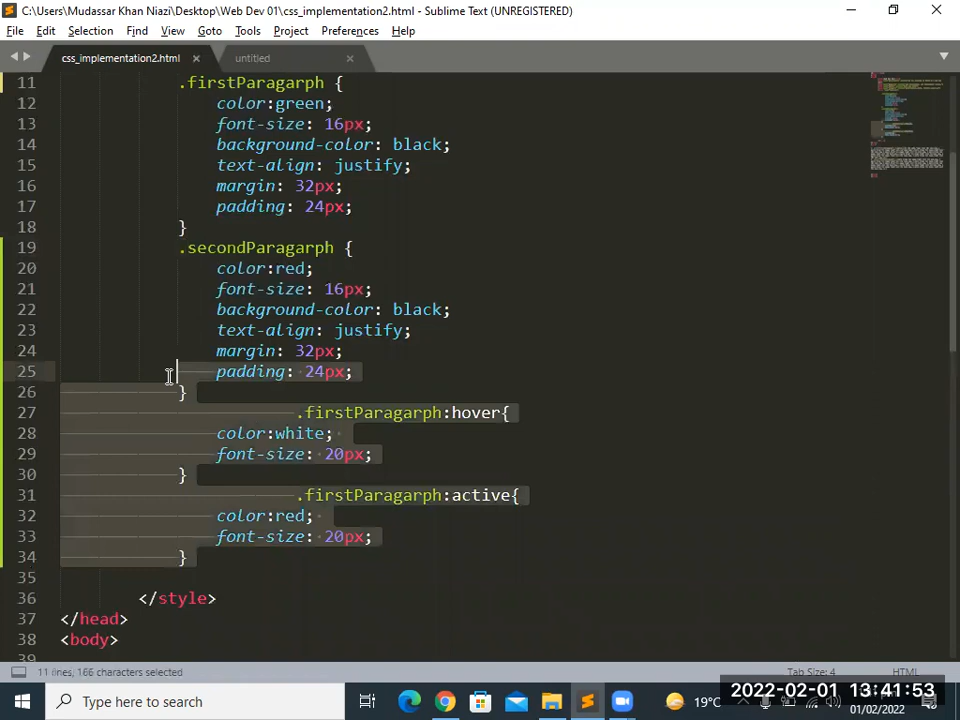 C:\Users\Mudassar Khan Niazi\Desktop\Web Dev 01\css_implementation2.html - Sublime Text (UNREGISTERED)
File Edit Selection Find View Goto Tools Project Preferences Help
css_implementation2.html × untitled ×
11 .firstParagarph {
12 color:green;
13 font-size: 16px;
14 background-color: black;
15 text-align: justify;
16 margin: 32px;
17 padding: 24px;
18 }
19 .secondParagarph {
20 color:red;
21 font-size: 16px;
22 background-color: black;
23 text-align: justify;
24 margin: 32px;
25 padding: 24px;
26 }
27 .firstParagarph:hover{
28 color:white;
29 font-size: 20px;
30 }
31 .firstParagarph:active{
32 color:red;
33 font-size: 20px;
34 }
35
36 </style>
37 </head>
38 <body>
39
11 lines, 166 characters selected Tab Size: 4 HTML
Type here to search 19°C 2022-02-01 13:41:53
01/02/2022